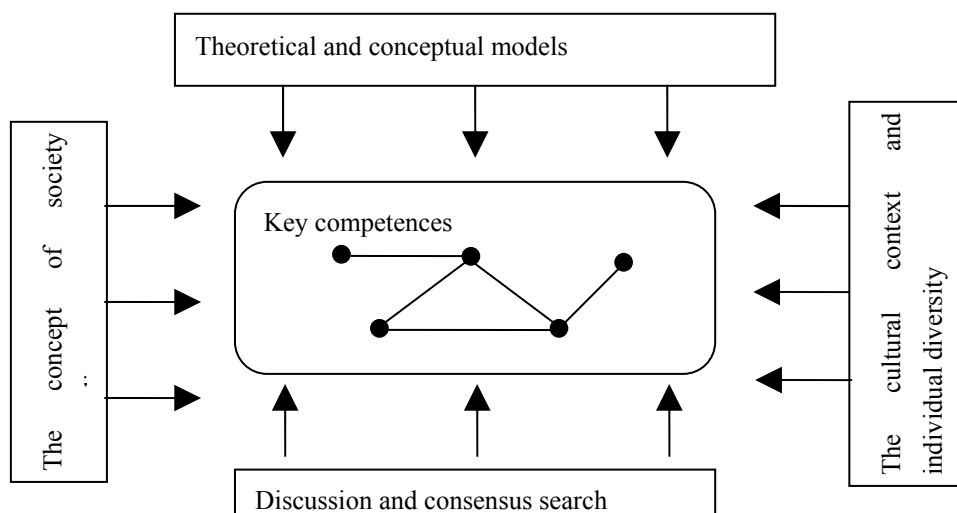 Theoretical and conceptual models
The concept of society
Key competences
The cultural context and
individual diversity
Discussion and consensus search